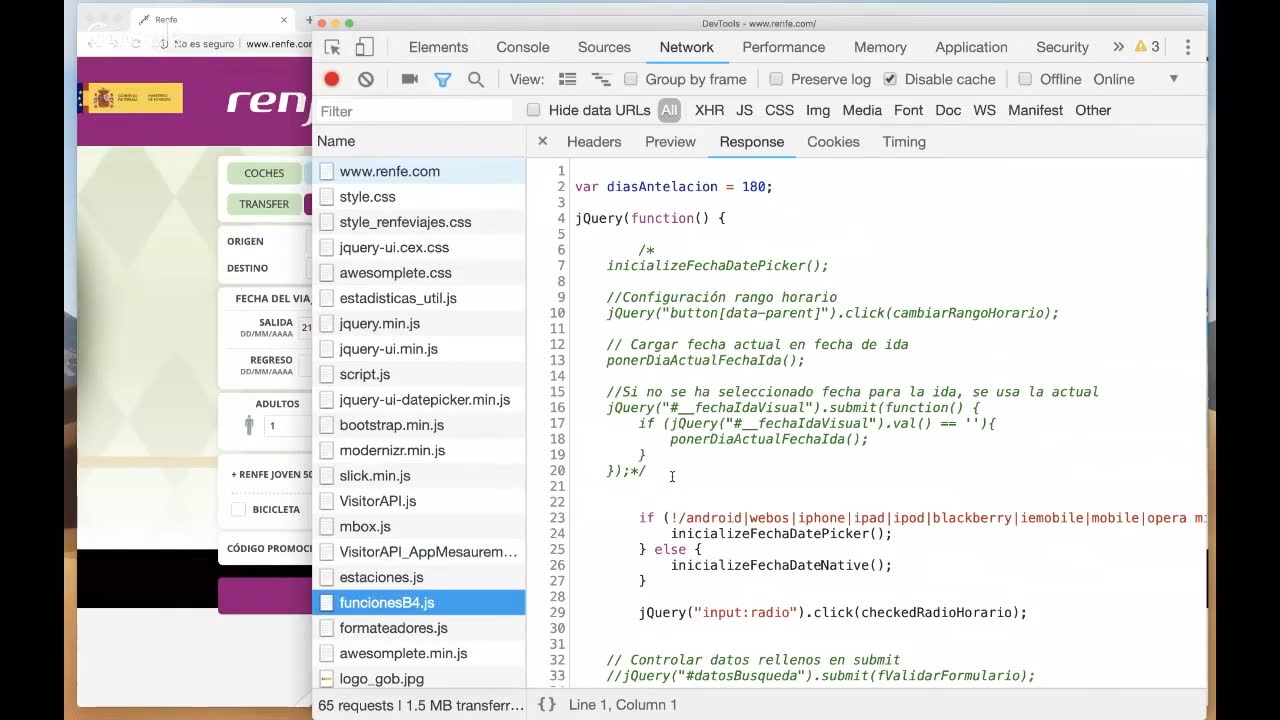 Renfe
DevTools - www.renfe.com/
No es seguro | www.renfe.com
Elements Console Sources Network Performance Memory Application Security » 3
View: Group by frame Preserve log Disable cache Offline Online
Filter Hide data URLs All XHR JS CSS Img Media Font Doc WS Manifest Other
Name × Headers Preview Response Cookies Timing
GOBIERNO DE ESPAÑA MINISTERIO DE FOMENTO
renf
COCHES
TRANSFER
ORIGEN
DESTINO
FECHA DEL VIAJ
SALIDA 21
DD/MM/AAAA
REGRESO
DD/MM/AAAA
ADULTOS
1
+ RENFE JOVEN 50
BICICLETA
CÓDIGO PROMOCI
www.renfe.com
style.css
style_renfeviajes.css
jquery-ui.cex.css
awesomplete.css
estadisticas_util.js
jquery.min.js
jquery-ui.min.js
script.js
jquery-ui-datepicker.min.js
bootstrap.min.js
modernizr.min.js
slick.min.js
VisitorAPI.js
mbox.js
VisitorAPI_AppMesaurem…
estaciones.js
funcionesB4.js
formateadores.js
awesomplete.min.js
logo_gob.jpg
65 requests | 1.5 MB transferr…
1
2 var diasAntelacion = 180;
3
4 jQuery(function() {
5
6 /*
7 inicializeFechaDatePicker();
8
9 //Configuración rango horario
10 jQuery("button[data-parent]").click(cambiarRangoHorario);
11
12 // Cargar fecha actual en fecha de ida
13 ponerDiaActualFechaIda();
14
15 //Si no se ha seleccionado fecha para la ida, se usa la actual
16 jQuery("#__fechaIdaVisual").submit(function() {
17 if (jQuery("#__fechaIdaVisual").val() == ''){
18 ponerDiaActualFechaIda();
19 }
20 });*/
21
22
23 if (!/android|webos|iphone|ipad|ipod|blackberry|iemobile|mobile|opera mi
24 inicializeFechaDatePicker();
25 } else {
26 inicializeFechaDateNative();
27 }
28
29 jQuery("input:radio").click(checkedRadioHorario);
30
31
32 // Controlar datos rellenos en submit
33 //jQuery("#datosBusqueda").submit(fValidarFormulario);
{} Line 1, Column 1